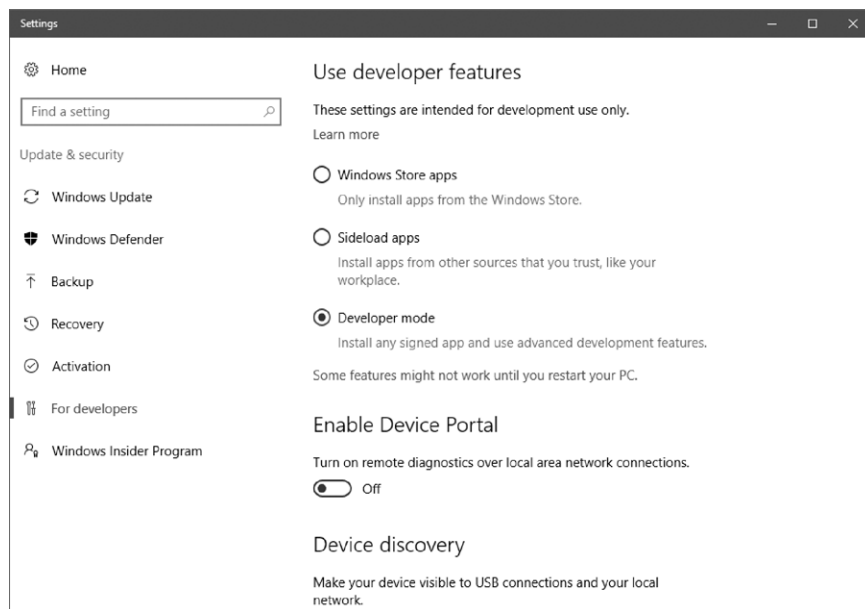 Settings
Home
Find a setting
Update & security
Windows Update
Windows Defender
Backup
Recovery
Activation
For developers
Windows Insider Program
Use developer features
These settings are intended for development use only.
Learn more
Windows Store apps
Only install apps from the Windows Store.
Sideload apps
Install apps from other sources that you trust, like your
workplace.
Developer mode
Install any signed app and use advanced development features.
Some features might not work until you restart your PC.
Enable Device Portal
Turn on remote diagnostics over local area network connections.
Off
Device discovery
Make your device visible to USB connections and your local
network.